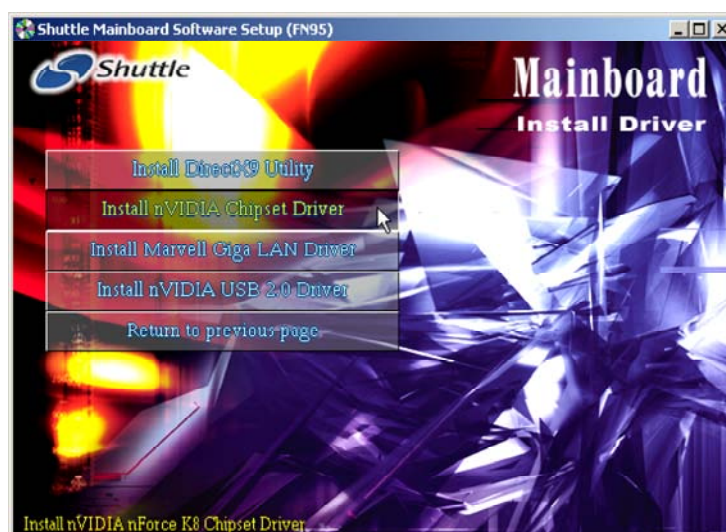 Shuttle Mainboard Software Setup (FN95)
Shuttle
Mainboard
Install Driver
Install DirectX9 Utility
Install nVIDIA Chipset Driver
Install Marvell Giga LAN Driver
Install nVIDIA USB 2.0 Driver
Return to previous page
Install nVIDIA nForce K8 Chipset Driver